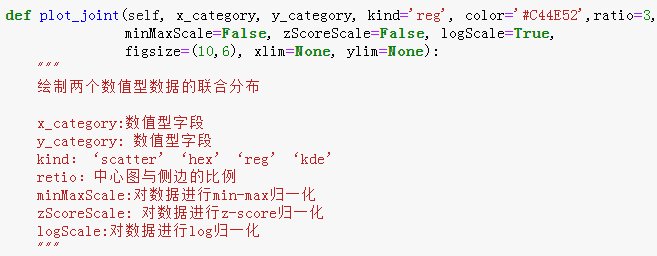 def plot_joint(self, x_category, y_category, kind='reg', color='#C44E52',ratio=3,
minMaxScale=False, zScoreScale=False, logScale=True,
figsize=(10,6), xlim=None, ylim=None):
"""
绘制两个数值型数据的联合分布
x_category:数值型字段
y_category: 数值型字段
kind: ‘scatter’ ‘hex’ ‘reg’ ‘kde’
retio: 中心图与侧边的比例
minMaxScale:对数据进行min-max归一化
zScoreScale: 对数据进行z-score归一化
logScale:对数据进行log归一化
"""